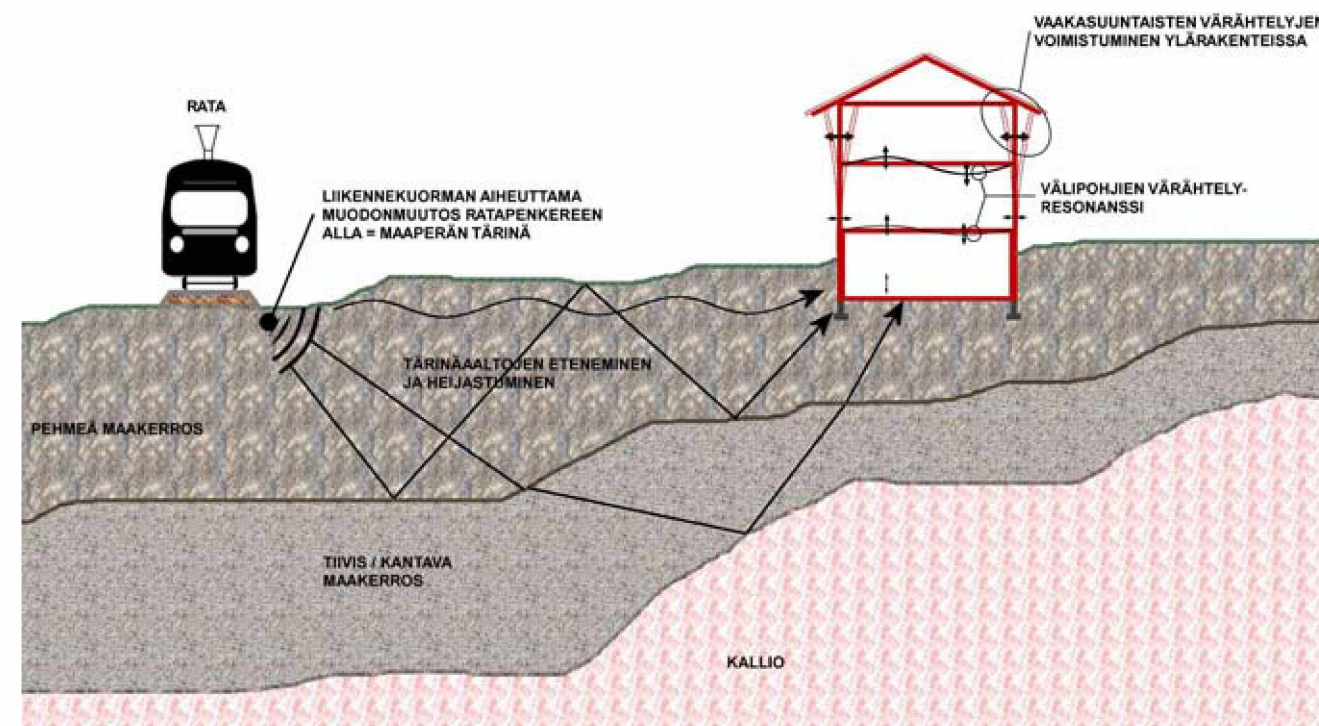 VAAKASUUNTAISTEN VÄRÄHTELYJEN
VOIMISTUMINEN YLÄRAKENTEISSA
RATA
LIIKENNEKUORMAN AIHEUTTAMA
MUODONMUUTOS RATAPENKEREEN
ALLA = MAAPERÄN TÄRINÄ
VÄLIPOHJIEN VÄRÄHTELY-
RESONANSSI
TÄRINÄAALTOJEN ETENEMINEN
JA HEIJASTUMINEN
PEHMEÄ MAAKERROS
TIIVIS / KANTAVA
MAAKERROS
KALLIO